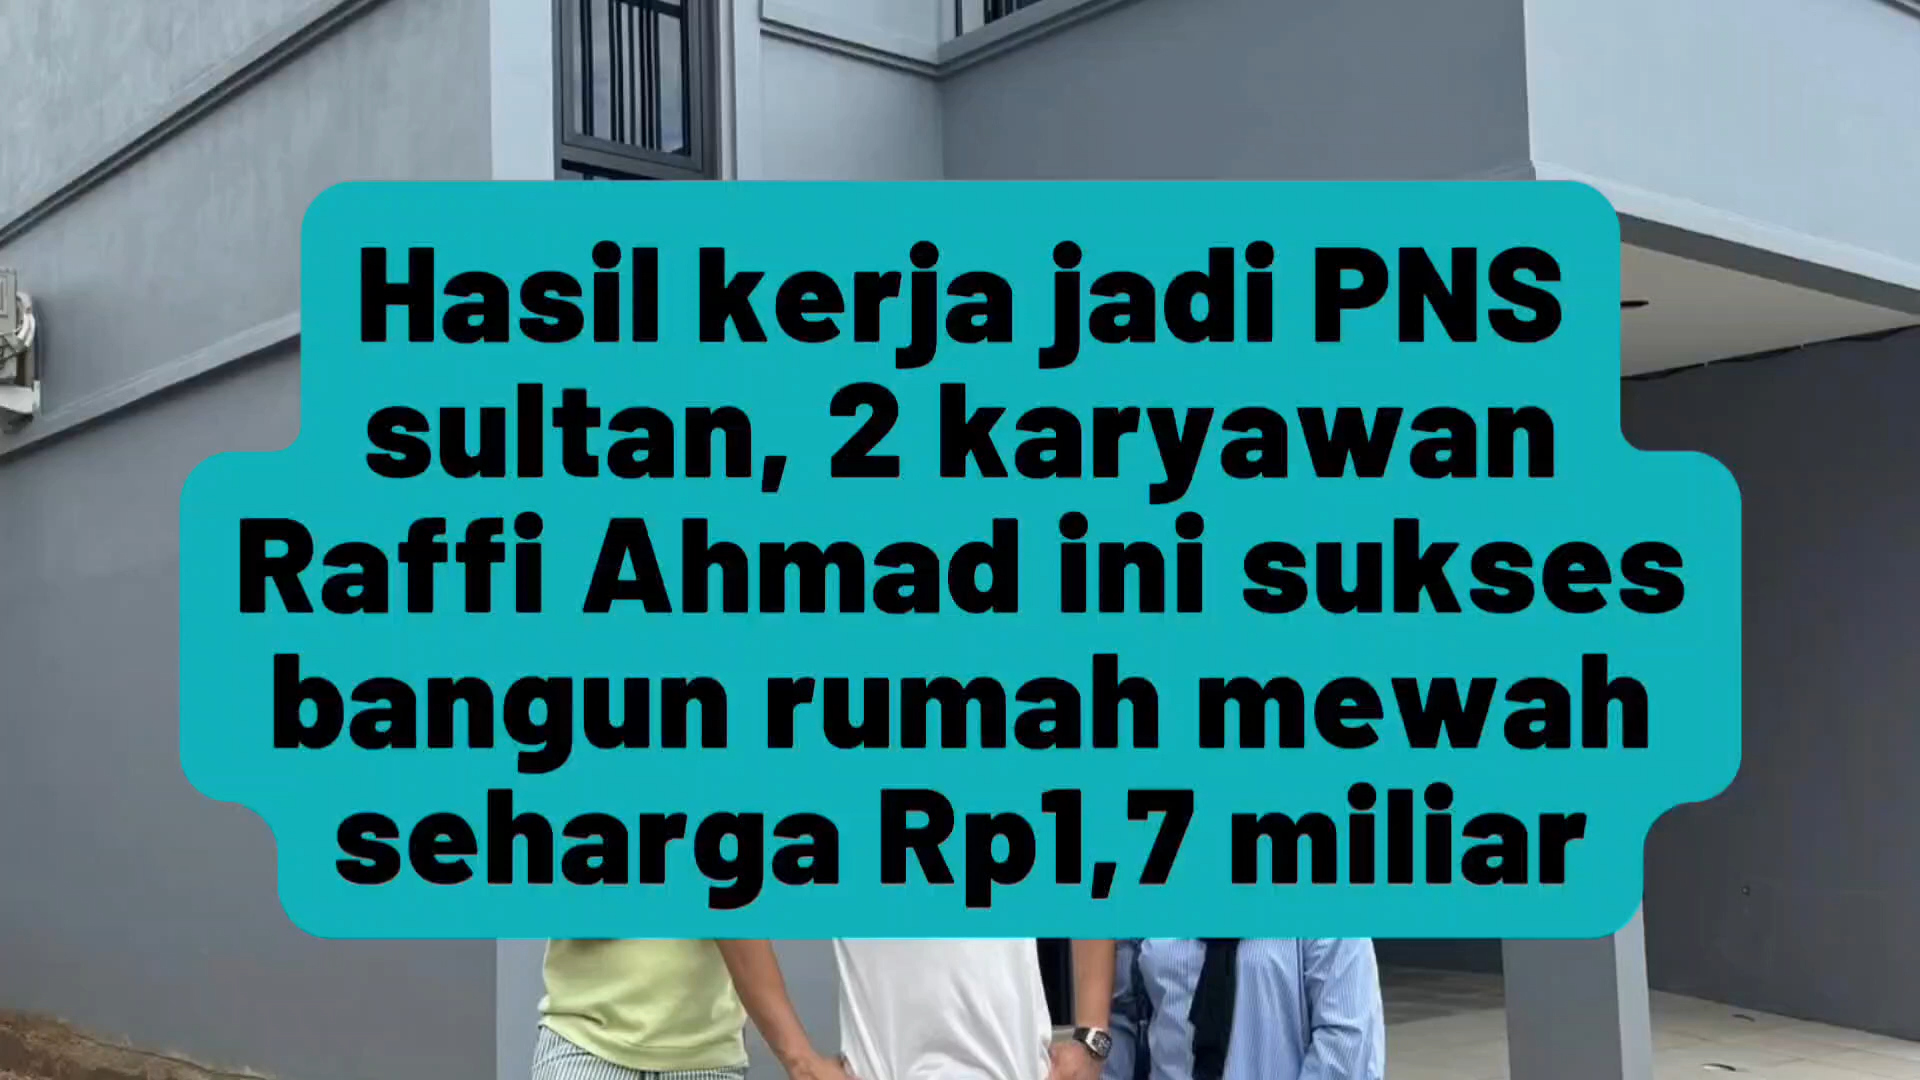 Hasil kerja jadi PNS
sultan, 2 karyawan
Raffi Ahmad ini sukses
bangun rumah mewah
seharga Rp1,7 miliar